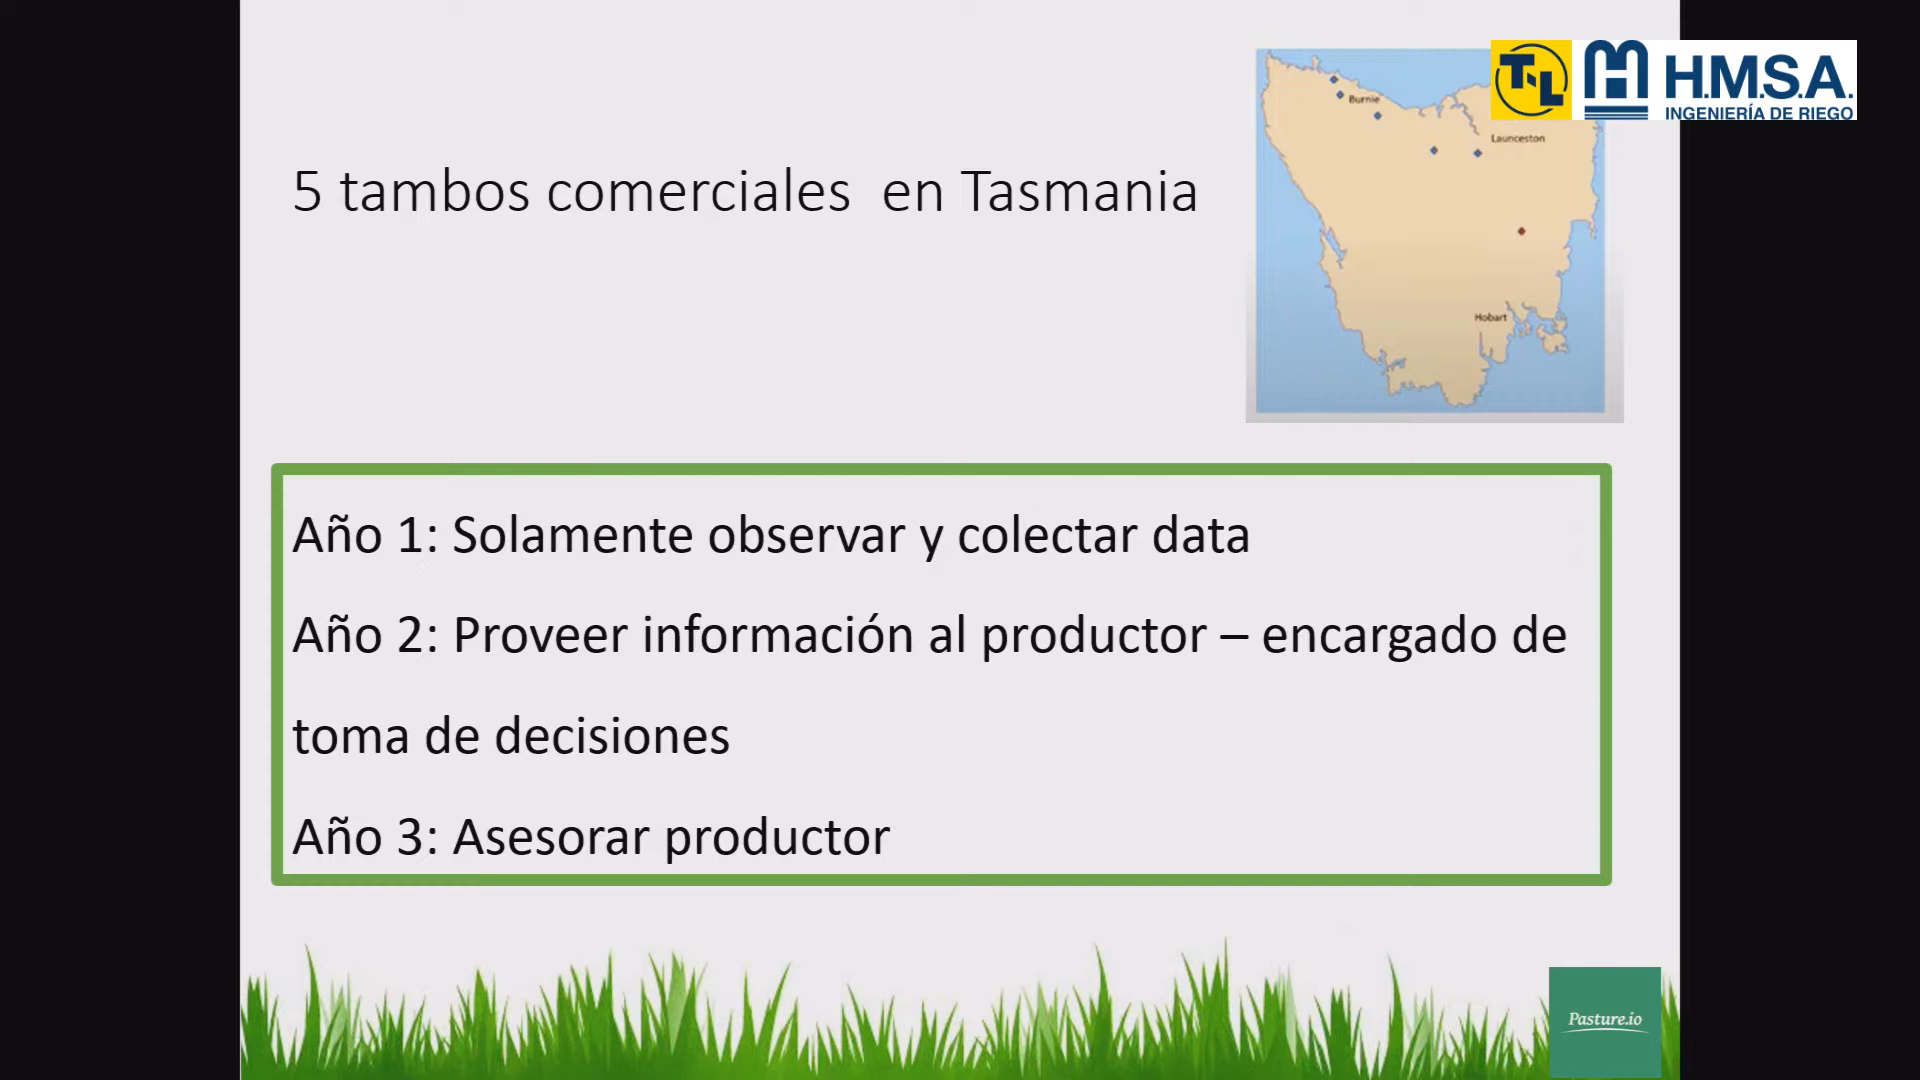 T-L
H.M.S.A.
INGENIERÍA DE RIEGO
Burnie
Launceston
Hobart
5 tambos comerciales en Tasmania
Año 1: Solamente observar y colectar data
Año 2: Proveer información al productor – encargado de
toma de decisiones
Año 3: Asesorar productor
Pasture.io